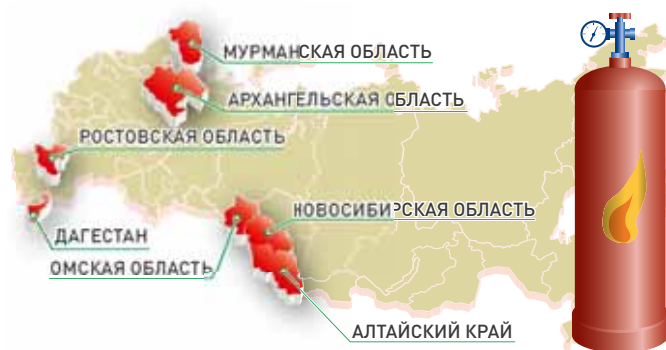 МУРМАНСКАЯ ОБЛАСТЬ
АРХАНГЕЛЬСКАЯ ОБЛАСТЬ
РОСТОВСКАЯ ОБЛАСТЬ
НОВОСИБИРСКАЯ ОБЛАСТЬ
ДАГЕСТАН
ОМСКАЯ ОБЛАСТЬ
АЛТАЙСКИЙ КРАЙ